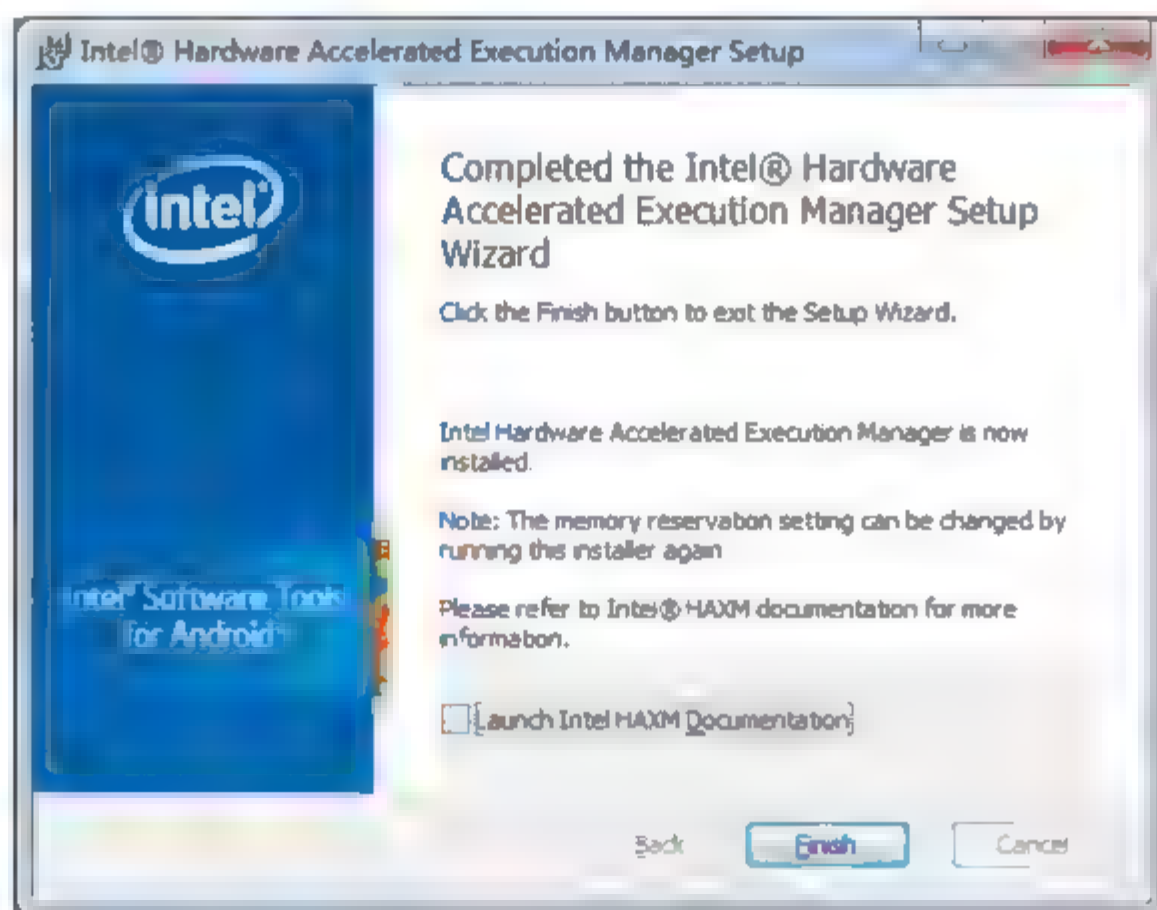 Intel® Hardware Accelerated Execution Manager Setup
intel
Completed the Intel® Hardware
Accelerated Execution Manager Setup
Wizard
Click the Finish button to exit the Setup Wizard.
Intel Hardware Accelerated Execution Manager is now
installed.
Note: The memory reservation setting can be changed by
running this installer again
Please refer to Intel® HAXM documentation for more
information.
Intel® Software Tools
for Android*
Launch Intel HAXM Documentation
Back
Finish
Cancel